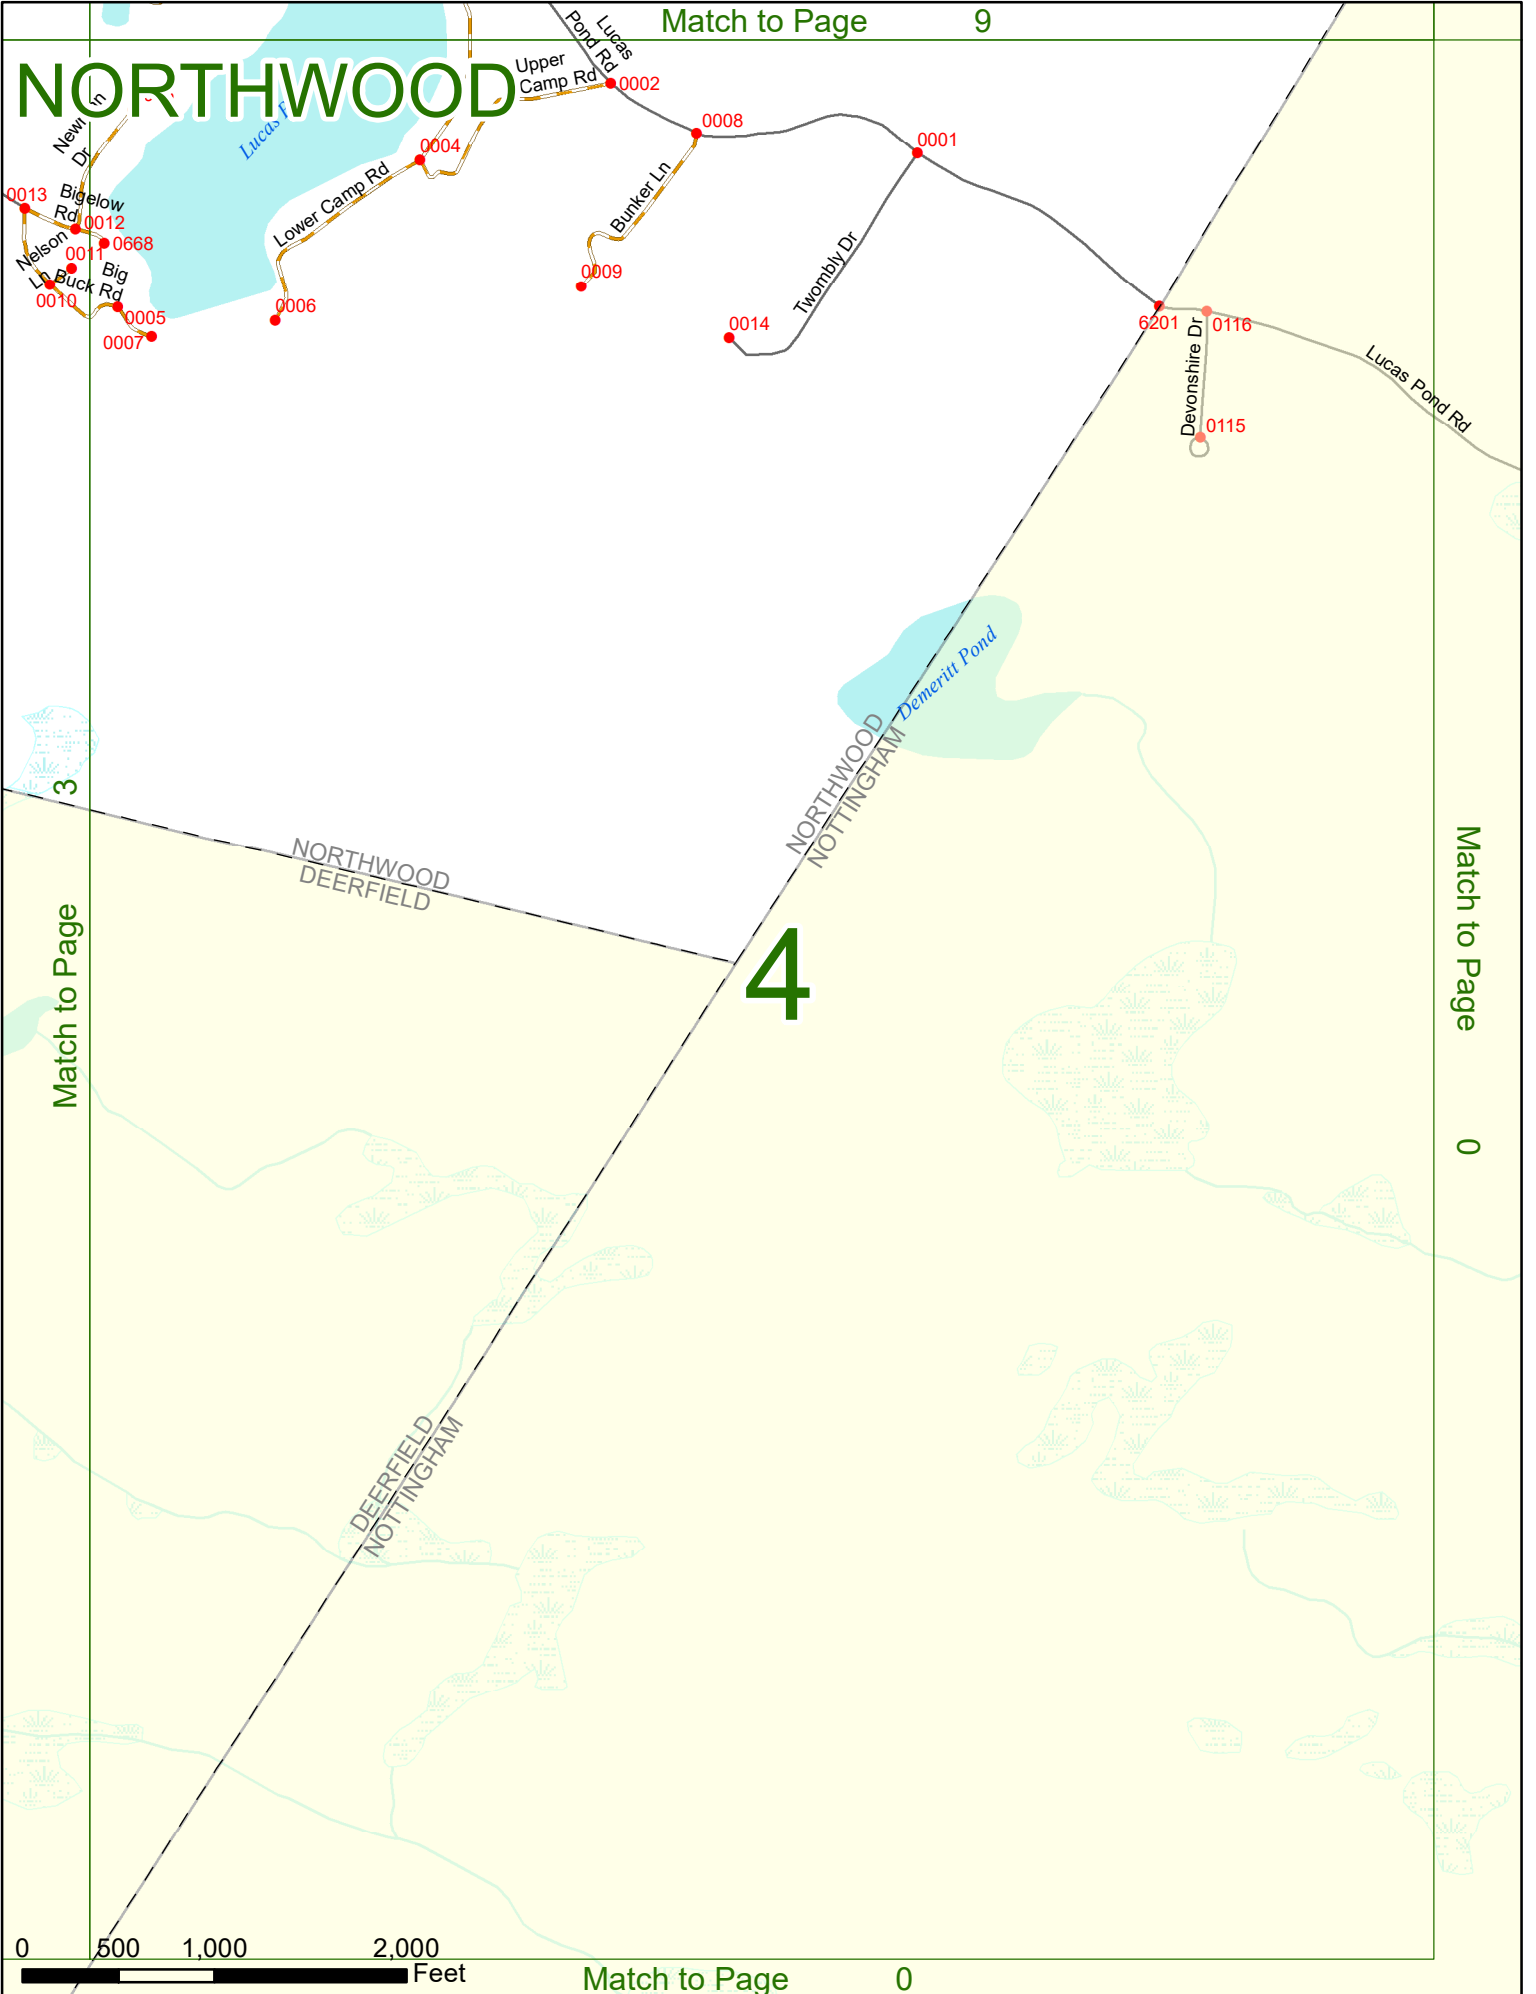 Match to Page 9
NORTHWOOD
Lucas
Pond Rd
Upper
Camp Rd
0002
0008
0001
0004
Lucas
Dr
Lower Camp Rd
Bunker Ln
Twombly Dr
0013
Bigelow
Rd
0012
0668
Nelson
Ln
0011
Big
Buck Rd
0010
0005
0007
0006
0009
0014
6201
0116
Devonshire Dr
0115
Lucas Pond Rd
Demeritt Pond
NORTHWOOD
NOTTINGHAM
NORTHWOOD
DEERFIELD
4
Match to Page 3
Match to Page 0
DEERFIELD
NOTTINGHAM
0 500 1,000 2,000
Feet
Match to Page 0